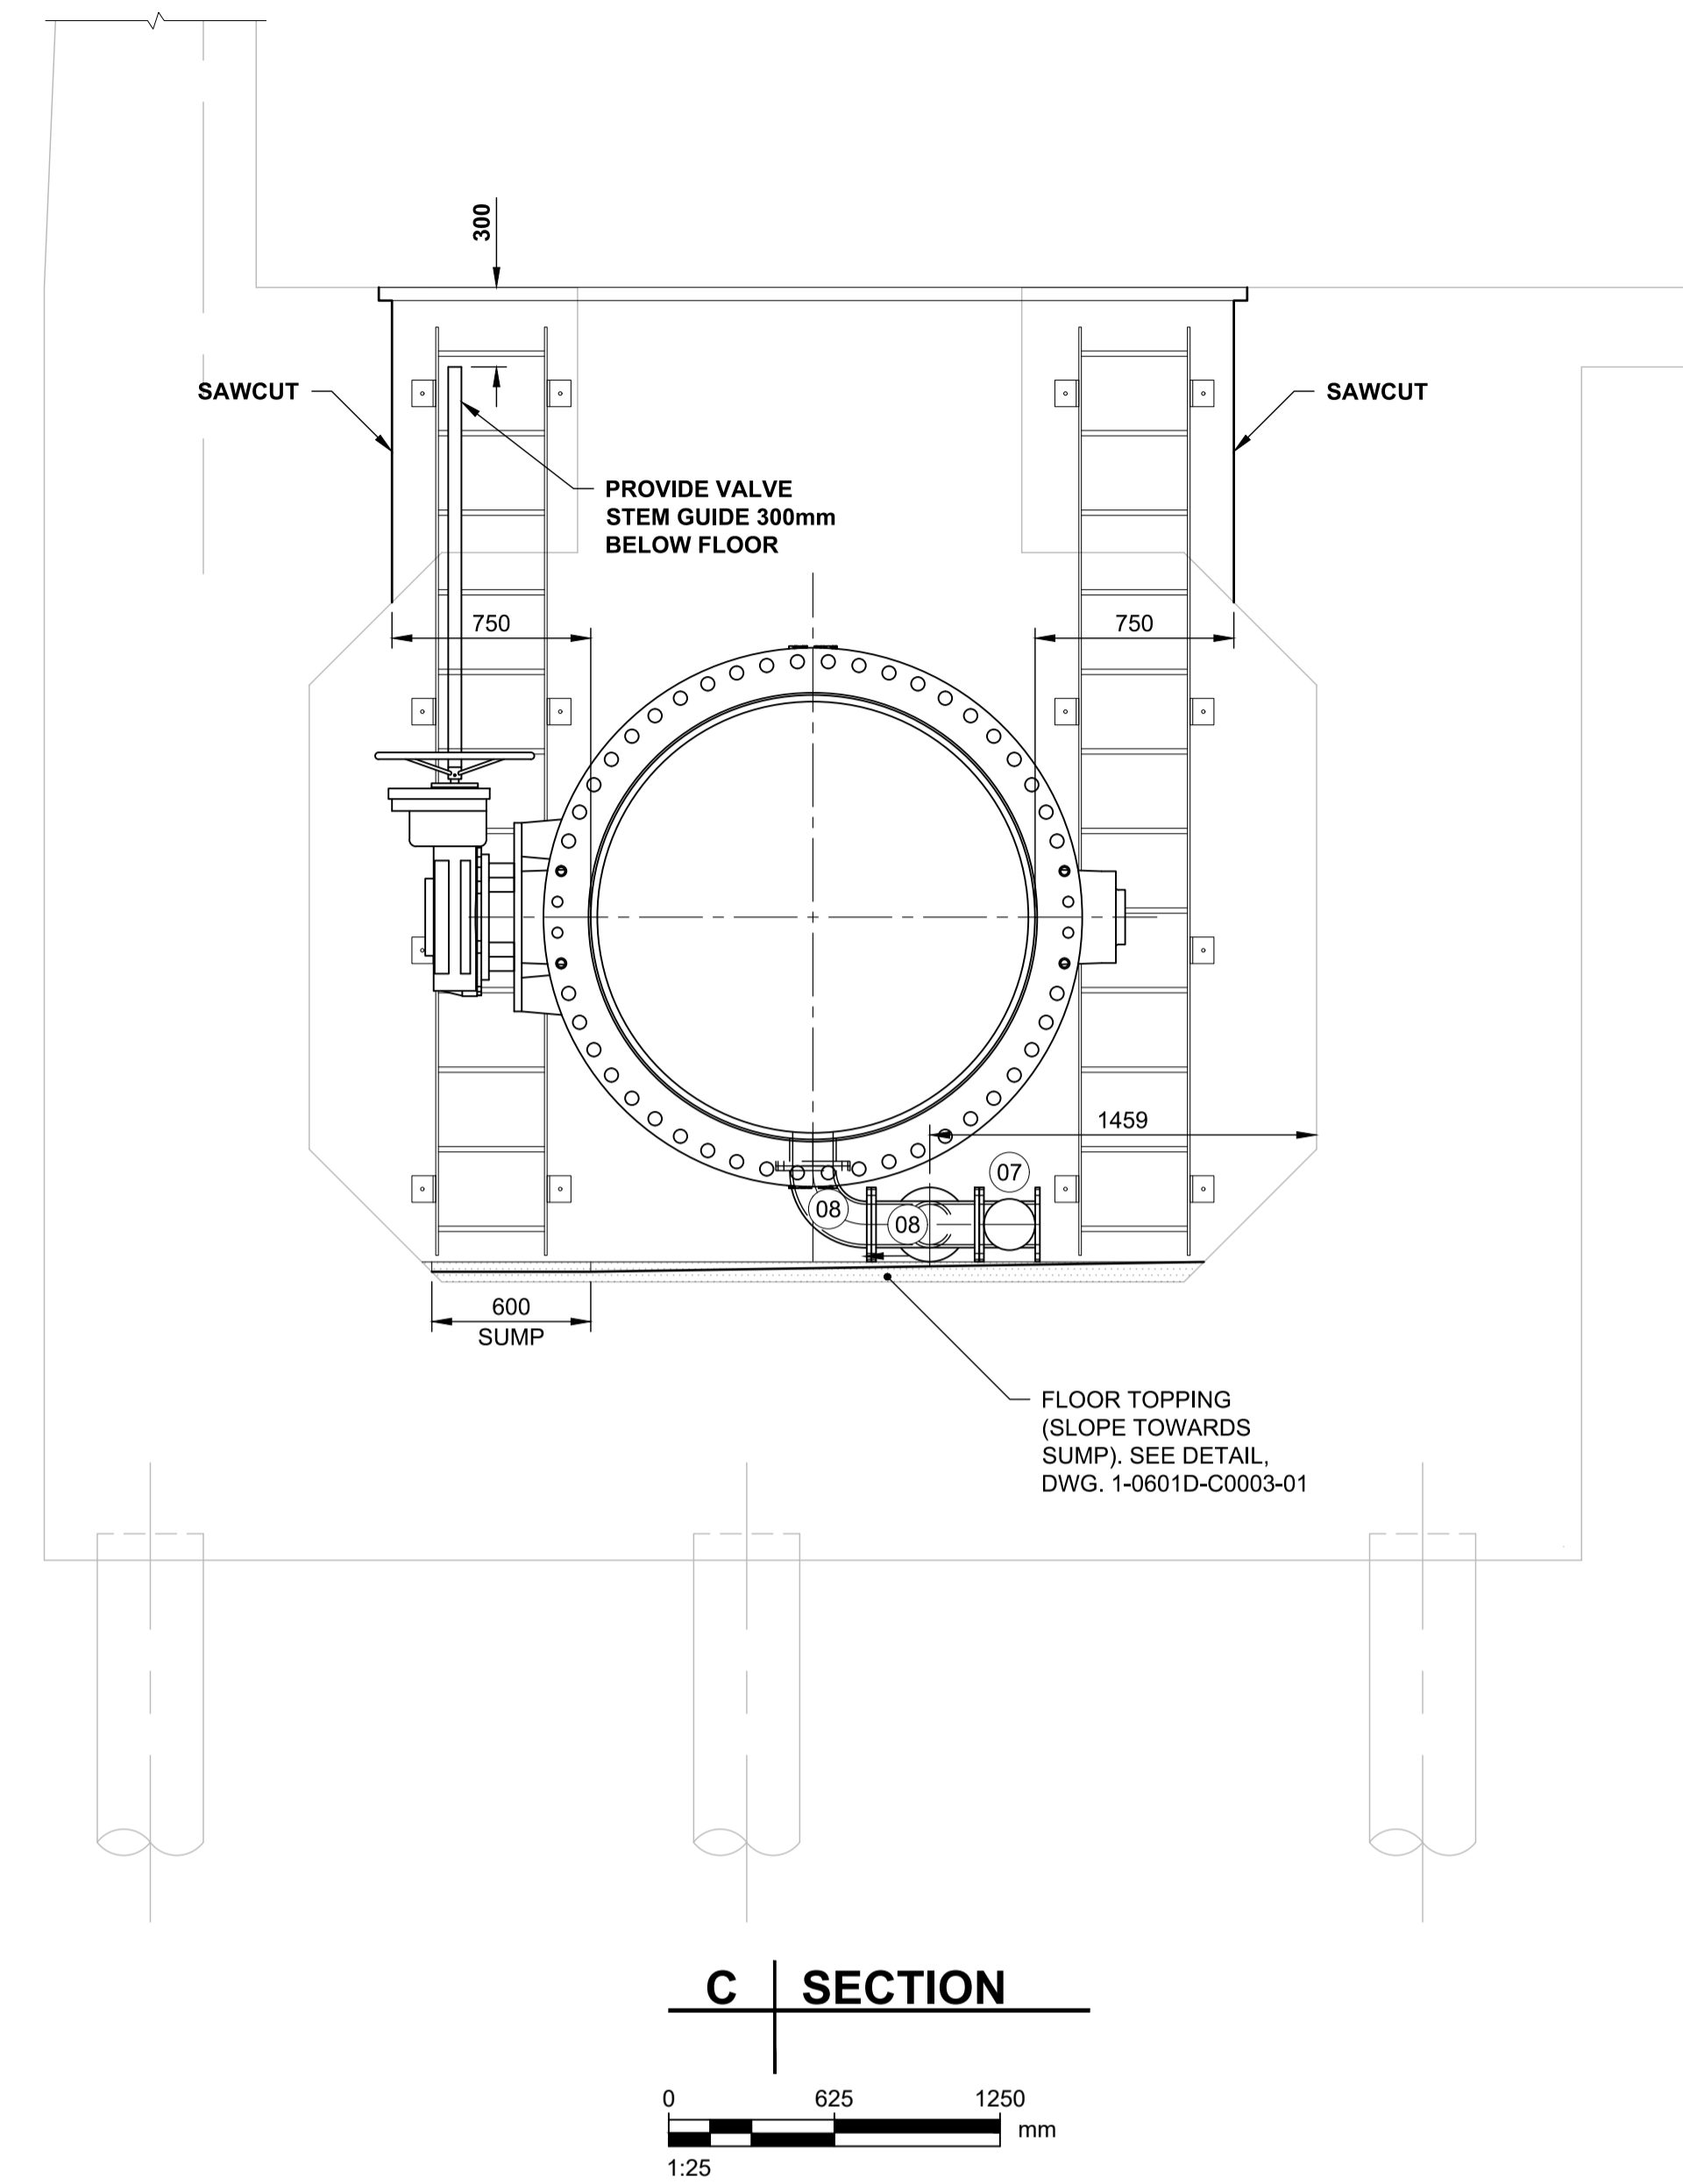 300
SAWCUT
SAWCUT
PROVIDE VALVE
STEM GUIDE 300mm
BELOW FLOOR
750
750
1459
07
08
08
600
SUMP
FLOOR TOPPING
(SLOPE TOWARDS
SUMP). SEE DETAIL,
DWG. 1-0601D-C0003-01
C SECTION
0 625 1250
mm
1:25